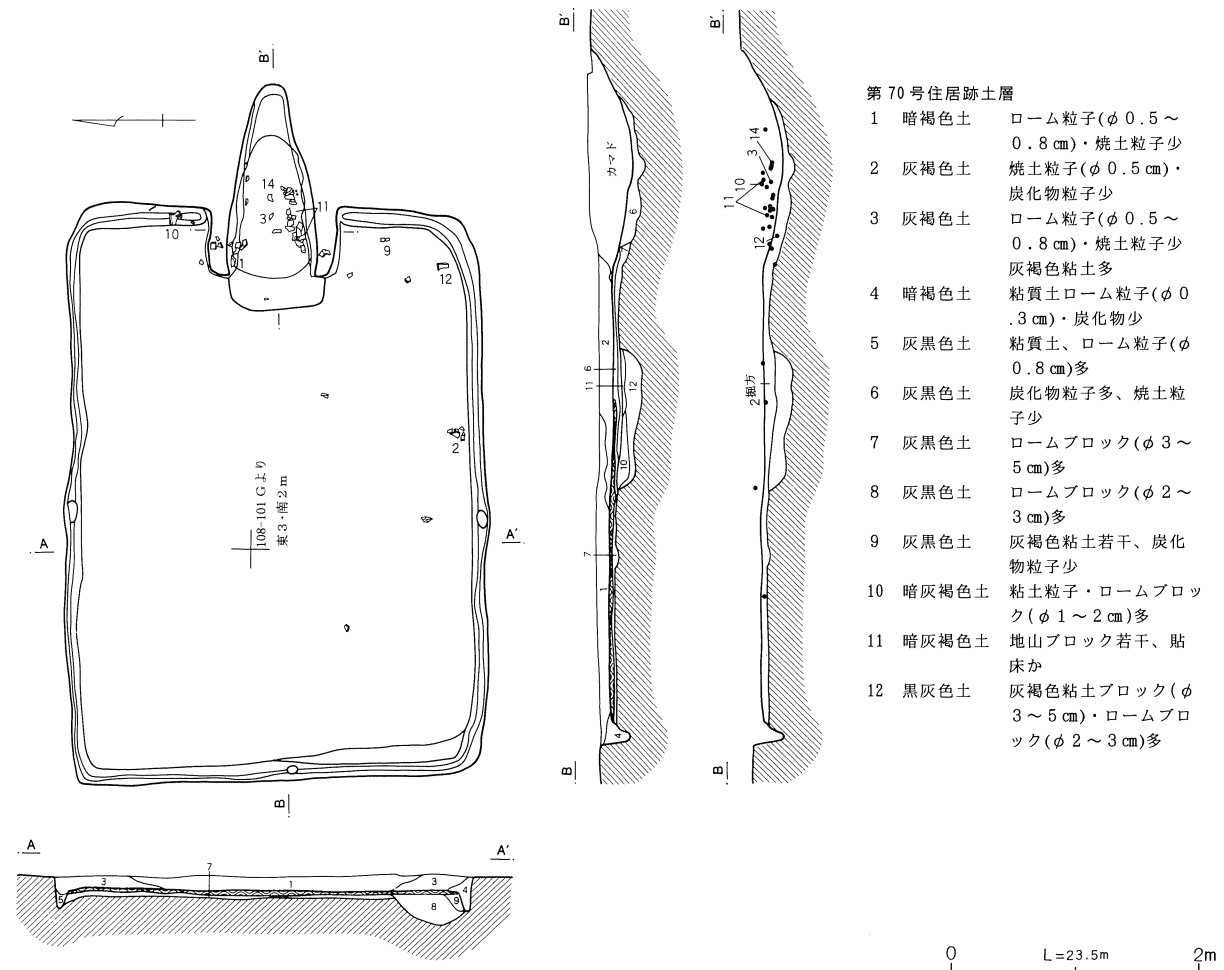 B′
B′
B′
14
3
11
10
1
9
12
2
108-101 Gより
東3・南2m
A
A′
B
カマド
6
7
2
6
11
12
10
7
1
4
B
14
3
10
11
12
掘方
2
B
A
A′
7
3
1
3
4
5
9
8
第70号住居跡土層
1 暗褐色土 ローム粒子(φ0.5～
0.8㎝)・焼土粒子少
2 灰褐色土 焼土粒子(φ0.5㎝)・
炭化物粒子少
3 灰褐色土 ローム粒子(φ0.5～
0.8㎝)・焼土粒子少
灰褐色粘土多
4 暗褐色土 粘質土ローム粒子(φ0
.3㎝)・炭化物少
5 灰黒色土 粘質土、ローム粒子(φ
0.8㎝)多
6 灰黒色土 炭化物粒子多、焼土粒
子少
7 灰黒色土 ロームブロック(φ3～
5㎝)多
8 灰黒色土 ロームブロック(φ2～
3㎝)多
9 灰黒色土 灰褐色粘土若干、炭化
物粒子少
10 暗灰褐色土 粘土粒子・ロームブロッ
ク(φ1～2㎝)多
11 暗灰褐色土 地山ブロック若干、貼
床か
12 黒灰色土 灰褐色粘土ブロック(φ
3～5㎝)・ロームブロ
ック(φ2～3㎝)多
0 L=23.5m 2m